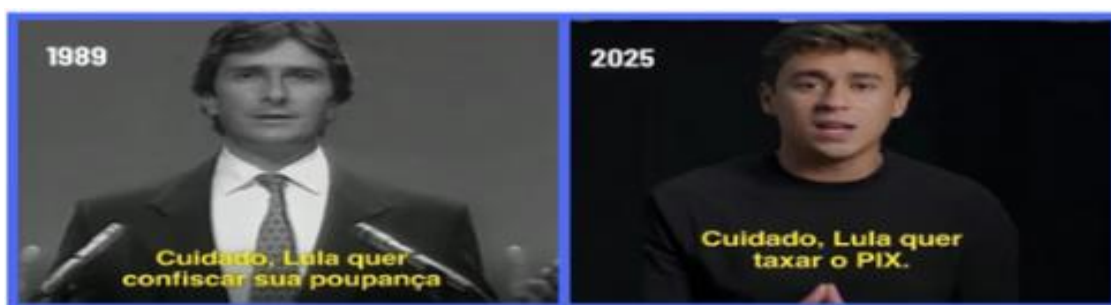 1989
Cuidado, Lula quer
confiscar sua poupança
2025
Cuidado, Lula quer
taxar o PIX.